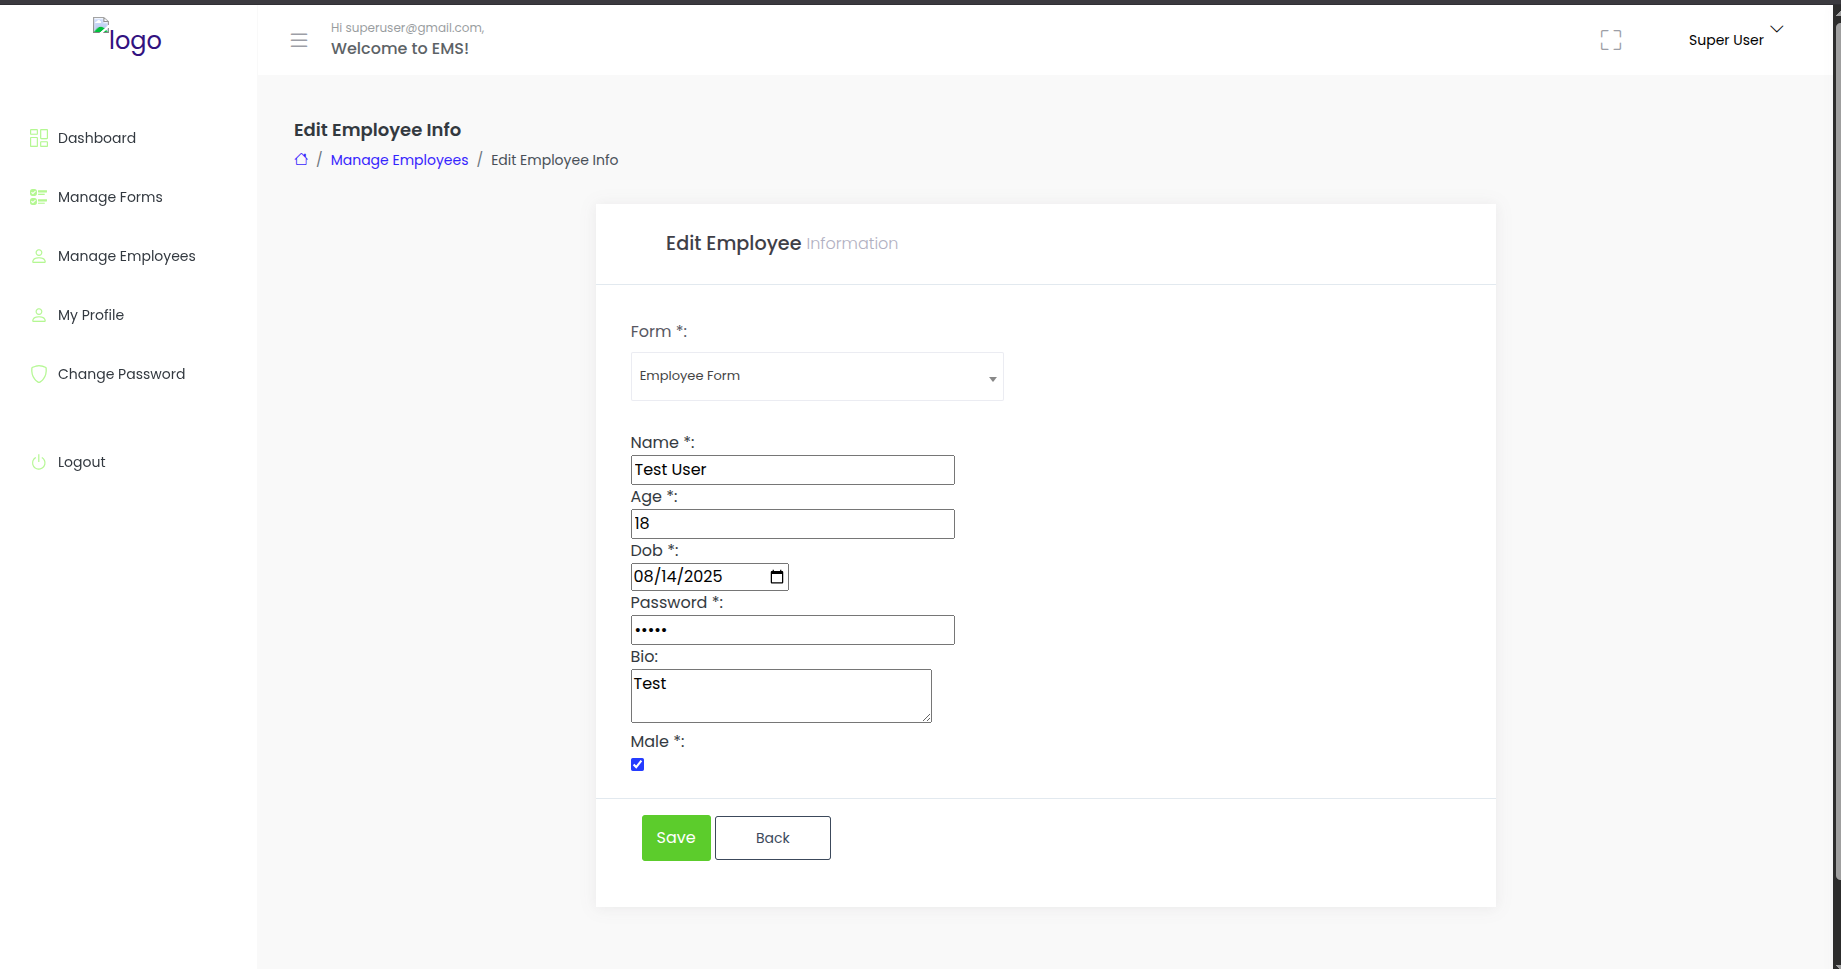 logo
Hi superuser@gmail.com,
Welcome to EMS!
Super User
Dashboard
Manage Forms
Manage Employees
My Profile
Change Password
Logout
Edit Employee Info
/ Manage Employees / Edit Employee Info
Edit Employee Information
Form *:
Employee Form
Name *:
Test User
Age *:
18
Dob *:
08/14/2025
Password *:
•••••
Bio:
Test
Male *:
Save
Back